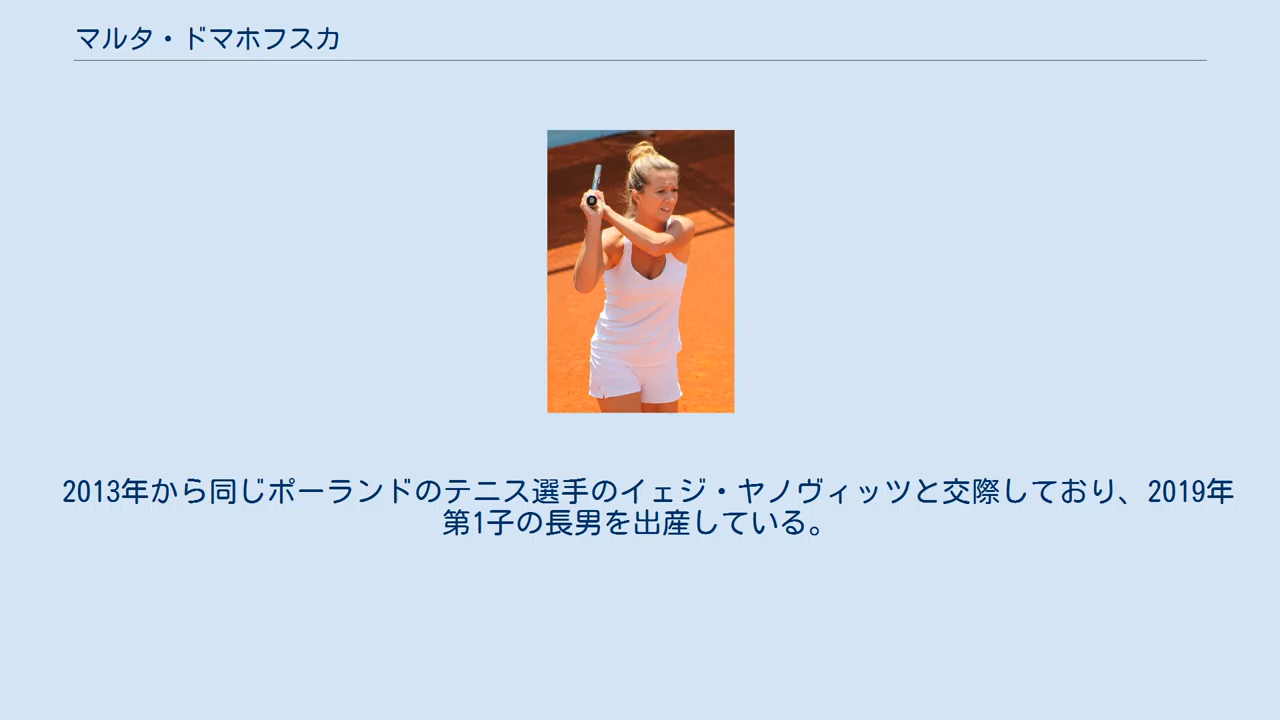 マルタ・ドマホフスカ
2013年から同じポーランドのテニス選手のイェジ・ヤノヴィッツと交際しており、2019年
第1子の長男を出産している。